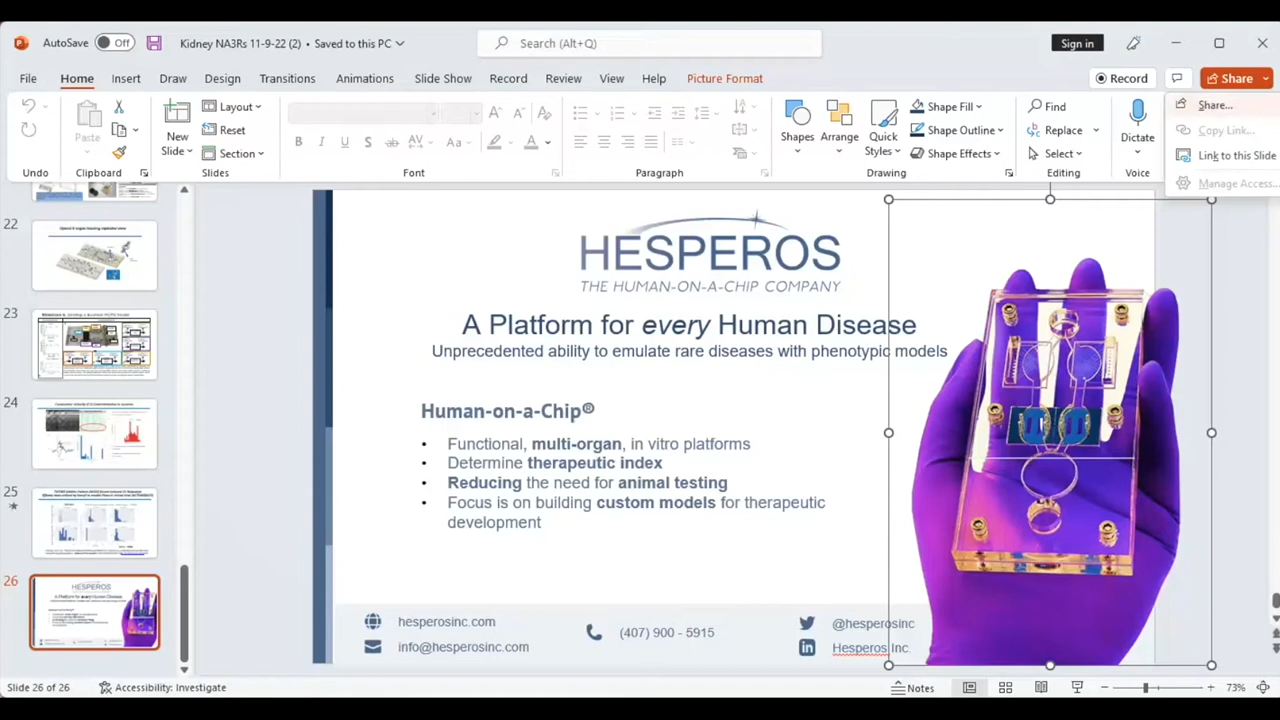 AutoSave Off Kidney NA3Rs 11-9-22 (2) • Saved to this PC Search (Alt+Q) Sign in
File Home Insert Draw Design Transitions Animations Slide Show Record Review View Help Picture Format Record Share
Paste
New
Slide
Layout
Reset
Section
B I U S AV Aa A
Shapes
Arrange
Quick
Styles
Shape Fill
Shape Outline
Shape Effects
Find
Replace
Select
Dictate
Undo Clipboard Slides Font Paragraph Drawing Editing Voice
Share...
Copy Link...
Link to this Slide
Manage Access...
22
23
24
25
26
HESPEROS
THE HUMAN-ON-A-CHIP COMPANY
A Platform for every Human Disease
Unprecedented ability to emulate rare diseases with phenotypic models
Human-on-a-Chip®
• Functional, multi-organ, in vitro platforms
• Determine therapeutic index
• Reducing the need for animal testing
• Focus is on building custom models for therapeutic
development
hesperosinc.com
info@hesperosinc.com
(407) 900 - 5915
@hesperosinc
Hesperos Inc.
Slide 26 of 26 Accessibility: Investigate Notes 73%